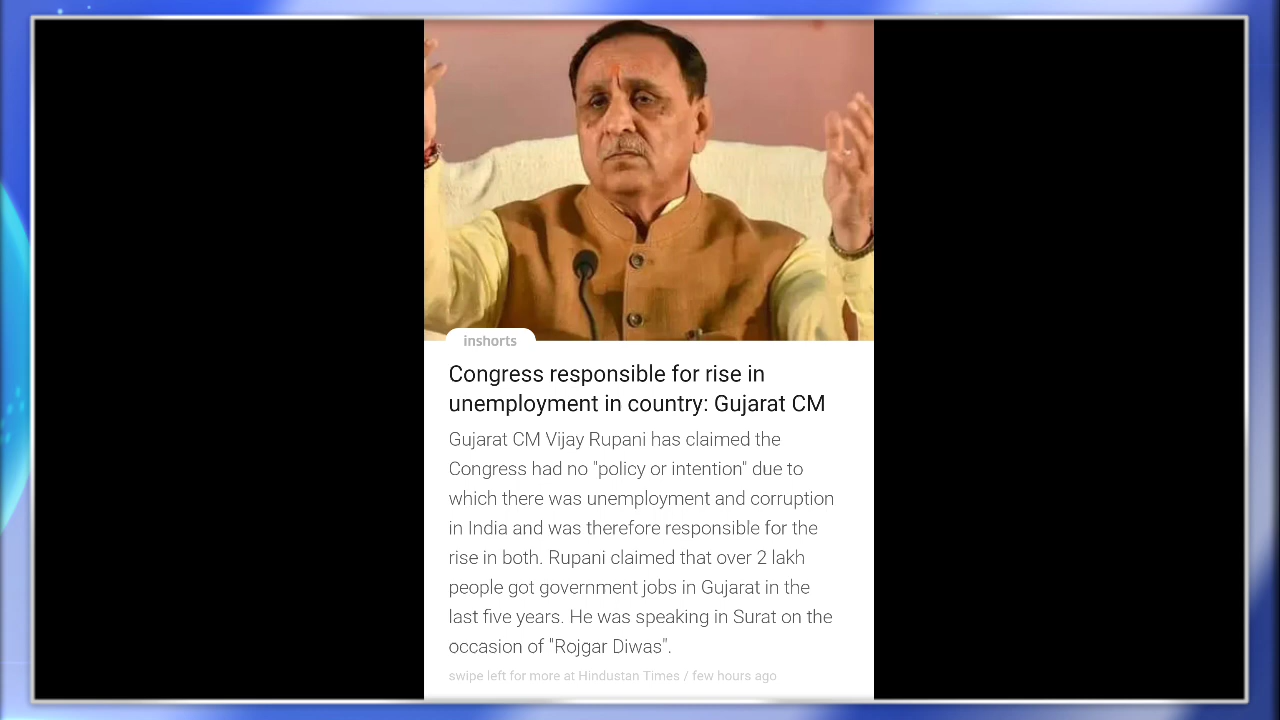 inshorts
Congress responsible for rise in
unemployment in country: Gujarat CM
Gujarat CM Vijay Rupani has claimed the
Congress had no "policy or intention" due to
which there was unemployment and corruption
in India and was therefore responsible for the
rise in both. Rupani claimed that over 2 lakh
people got government jobs in Gujarat in the
last five years. He was speaking in Surat on the
occasion of "Rojgar Diwas".
swipe left for more at Hindustan Times / few hours ago